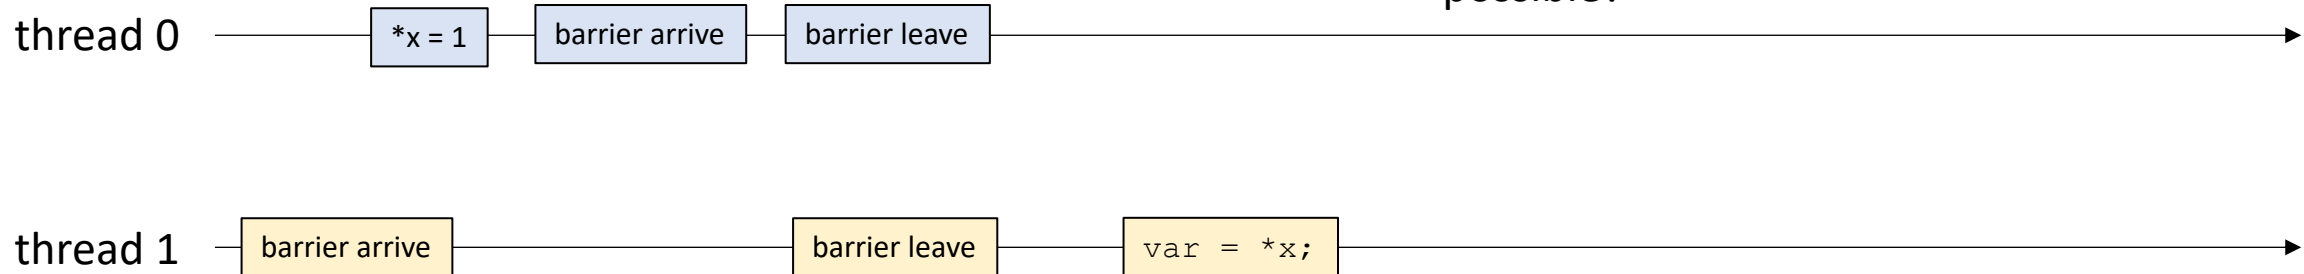 possible?
thread 0
*x = 1
barrier arrive
barrier leave
thread 1
barrier arrive
barrier leave
var = *x;